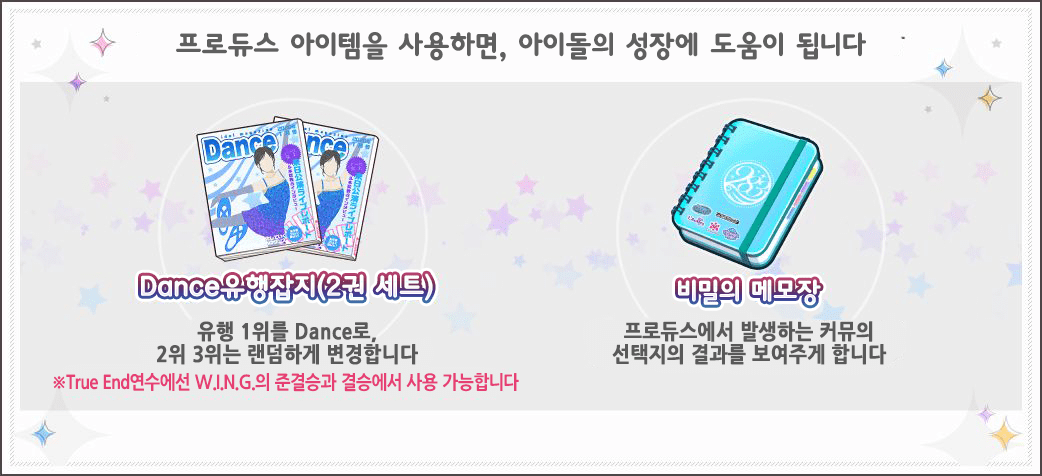 프로듀스 아이템을 사용하면, 아이돌의 성장에 도움이 됩니다
idol magazine
Dance
Dance유행잡지(2권 세트)
유행 1위를 Dance로,
2위 3위는 랜덤하게 변경합니다
※True End연수에선 W.I.N.G.의 준결승과 결승에서 사용 가능합니다
비밀의 메모장
프로듀스에서 발생하는 커뮤의
선택지의 결과를 보여주게 합니다